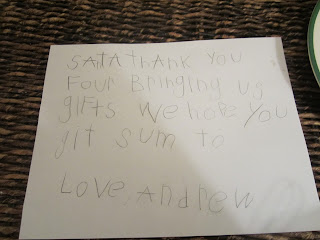 SATA thANK YOU
Four Bringing us
gifts we hope You
git sum to
Love, Andrew